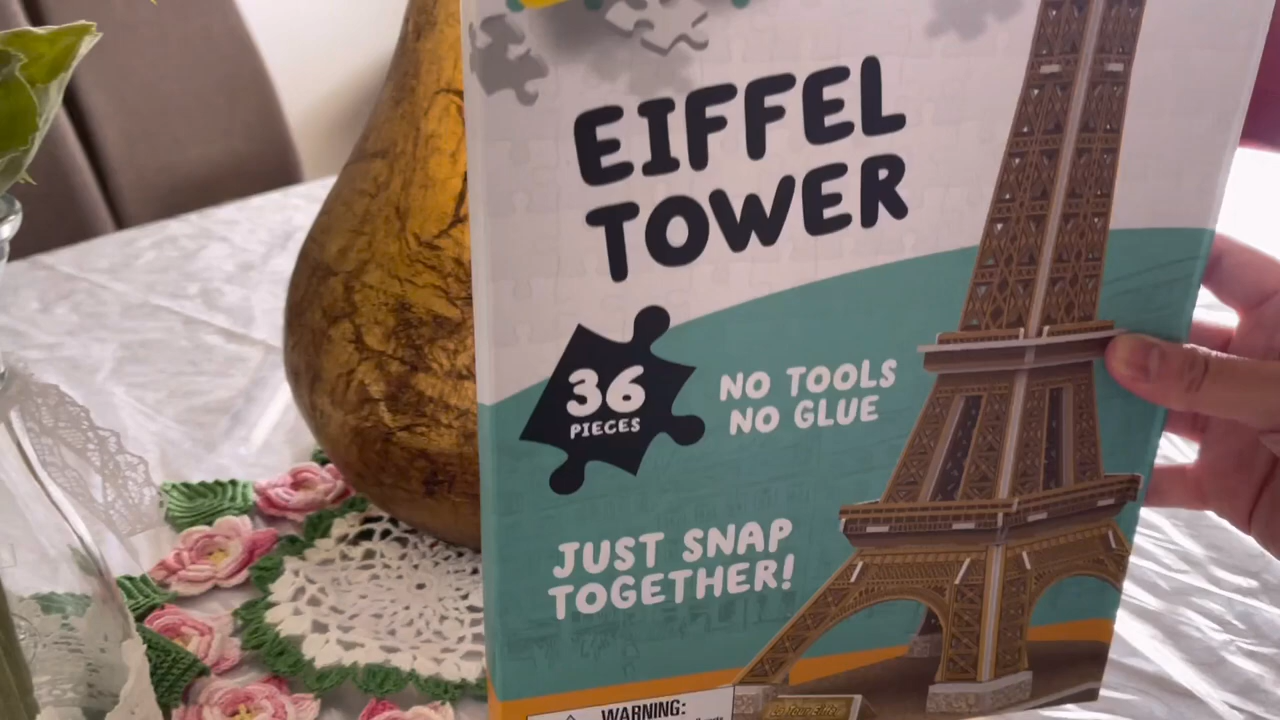 EIFFEL
TOWER
36
PIECES
NO TOOLS
NO GLUE
JUST SNAP
TOGETHER!
WARNING: